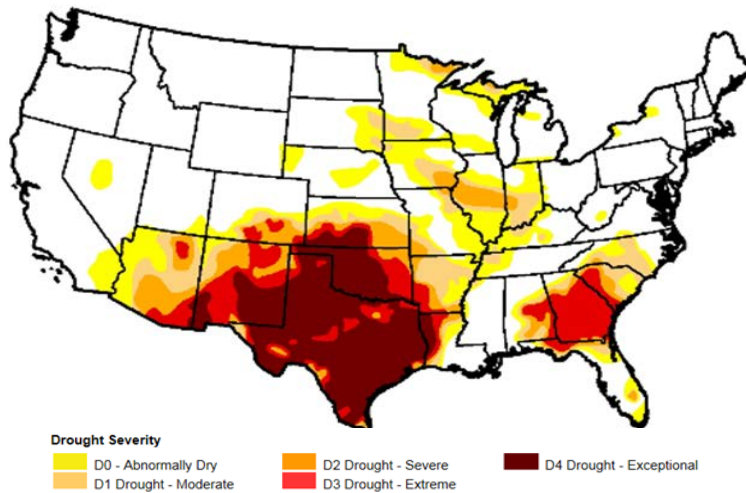 Drought Severity
D0 - Abnormally Dry
D2 Drought - Severe
D4 Drought - Exceptional
D1 Drought - Moderate
D3 Drought - Extreme